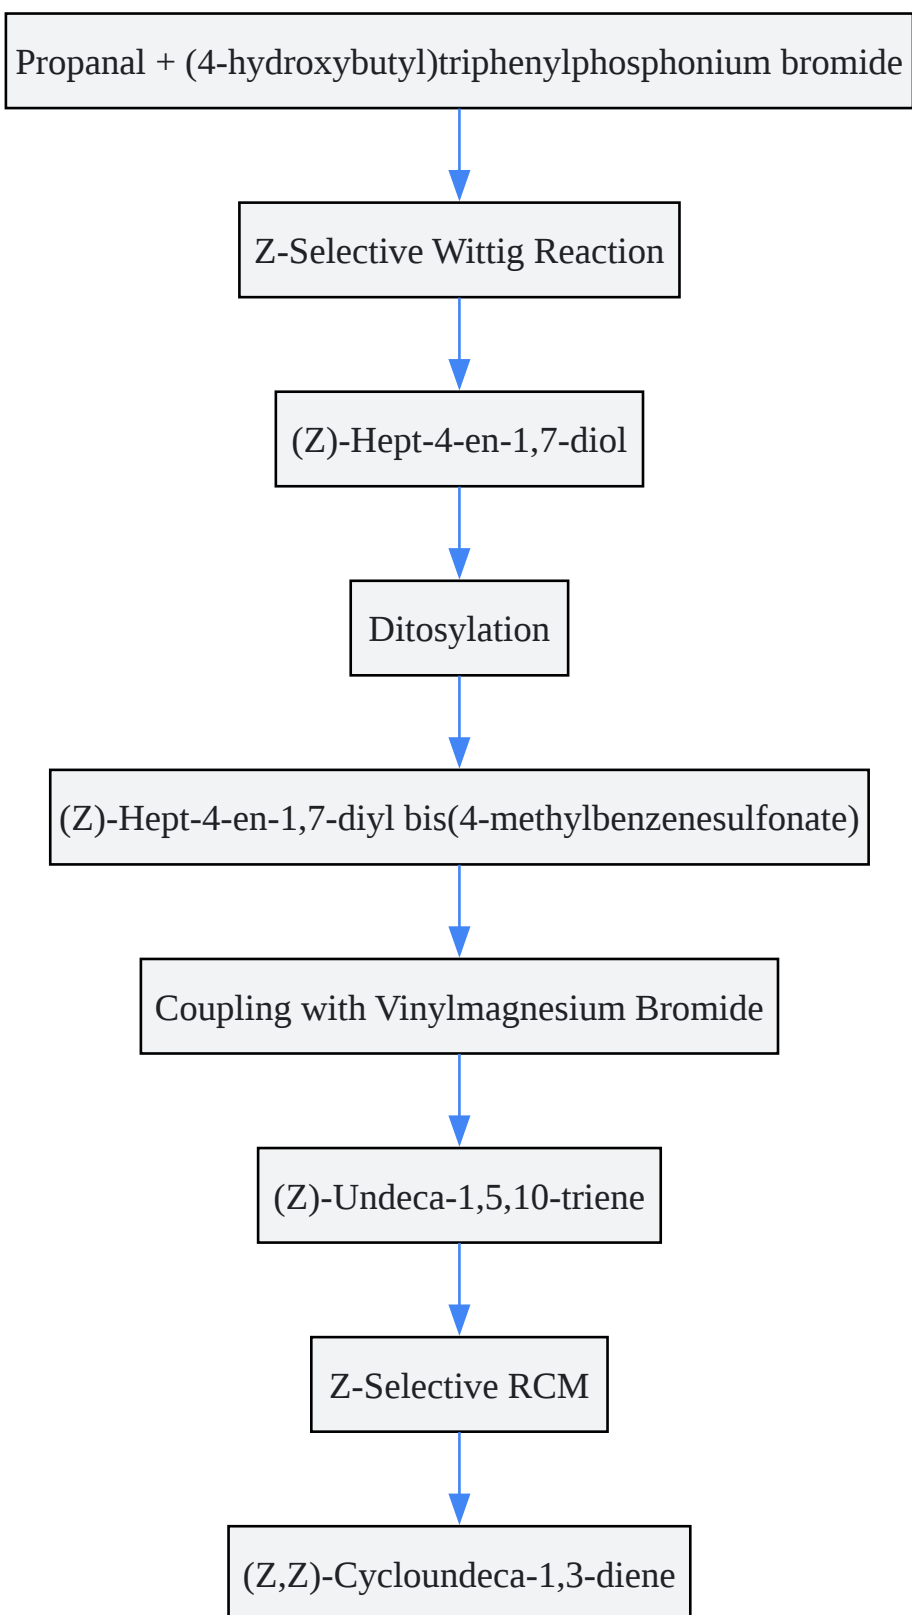 Propanal + (4-hydroxybutyl)triphenylphosphonium bromide
Z-Selective Wittig Reaction
(Z)-Hept-4-en-1,7-diol
Ditosylation
(Z)-Hept-4-en-1,7-diyl bis(4-methylbenzenesulfonate)
Coupling with Vinylmagnesium Bromide
(Z)-Undeca-1,5,10-triene
Z-Selective RCM
(Z,Z)-Cycloundeca-1,3-diene